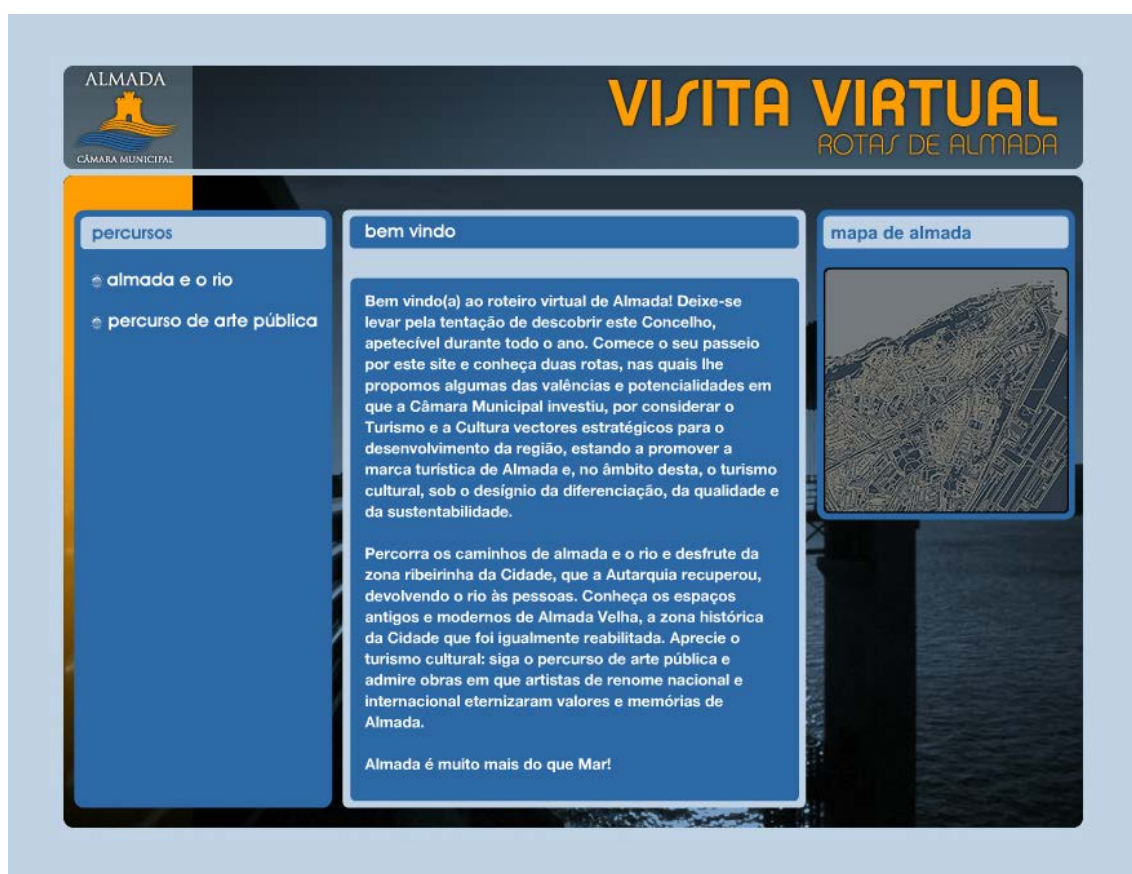 ALMADA
CÂMARA MUNICIPAL
VISITA VIRTUAL
ROTAS DE ALMADA
percursos
almada e o rio
percurso de arte pública
bem vindo
Bem vindo(a) ao roteiro virtual de Almada! Deixe-se
levar pela tentação de descobrir este Concelho,
apetecível durante todo o ano. Comece o seu passeio
por este site e conheça duas rotas, nas quais lhe
propomos algumas das valências e potencialidades em
que a Câmara Municipal investiu, por considerar o
Turismo e a Cultura vectores estratégicos para o
desenvolvimento da região, estando a promover a
marca turística de Almada e, no âmbito desta, o turismo
cultural, sob o desígnio da diferenciação, da qualidade e
da sustentabilidade.
Percorra os caminhos de almada e o rio e desfrute da
zona ribeirinha da Cidade, que a Autarquia recuperou,
devolvendo o rio às pessoas. Conheça os espaços
antigos e modernos de Almada Velha, a zona histórica
da Cidade que foi igualmente reabilitada. Aprecie o
turismo cultural: siga o percurso de arte pública e
admire obras em que artistas de renome nacional e
internacional eternizaram valores e memórias de
Almada.
Almada é muito mais do que Mar!
mapa de almada